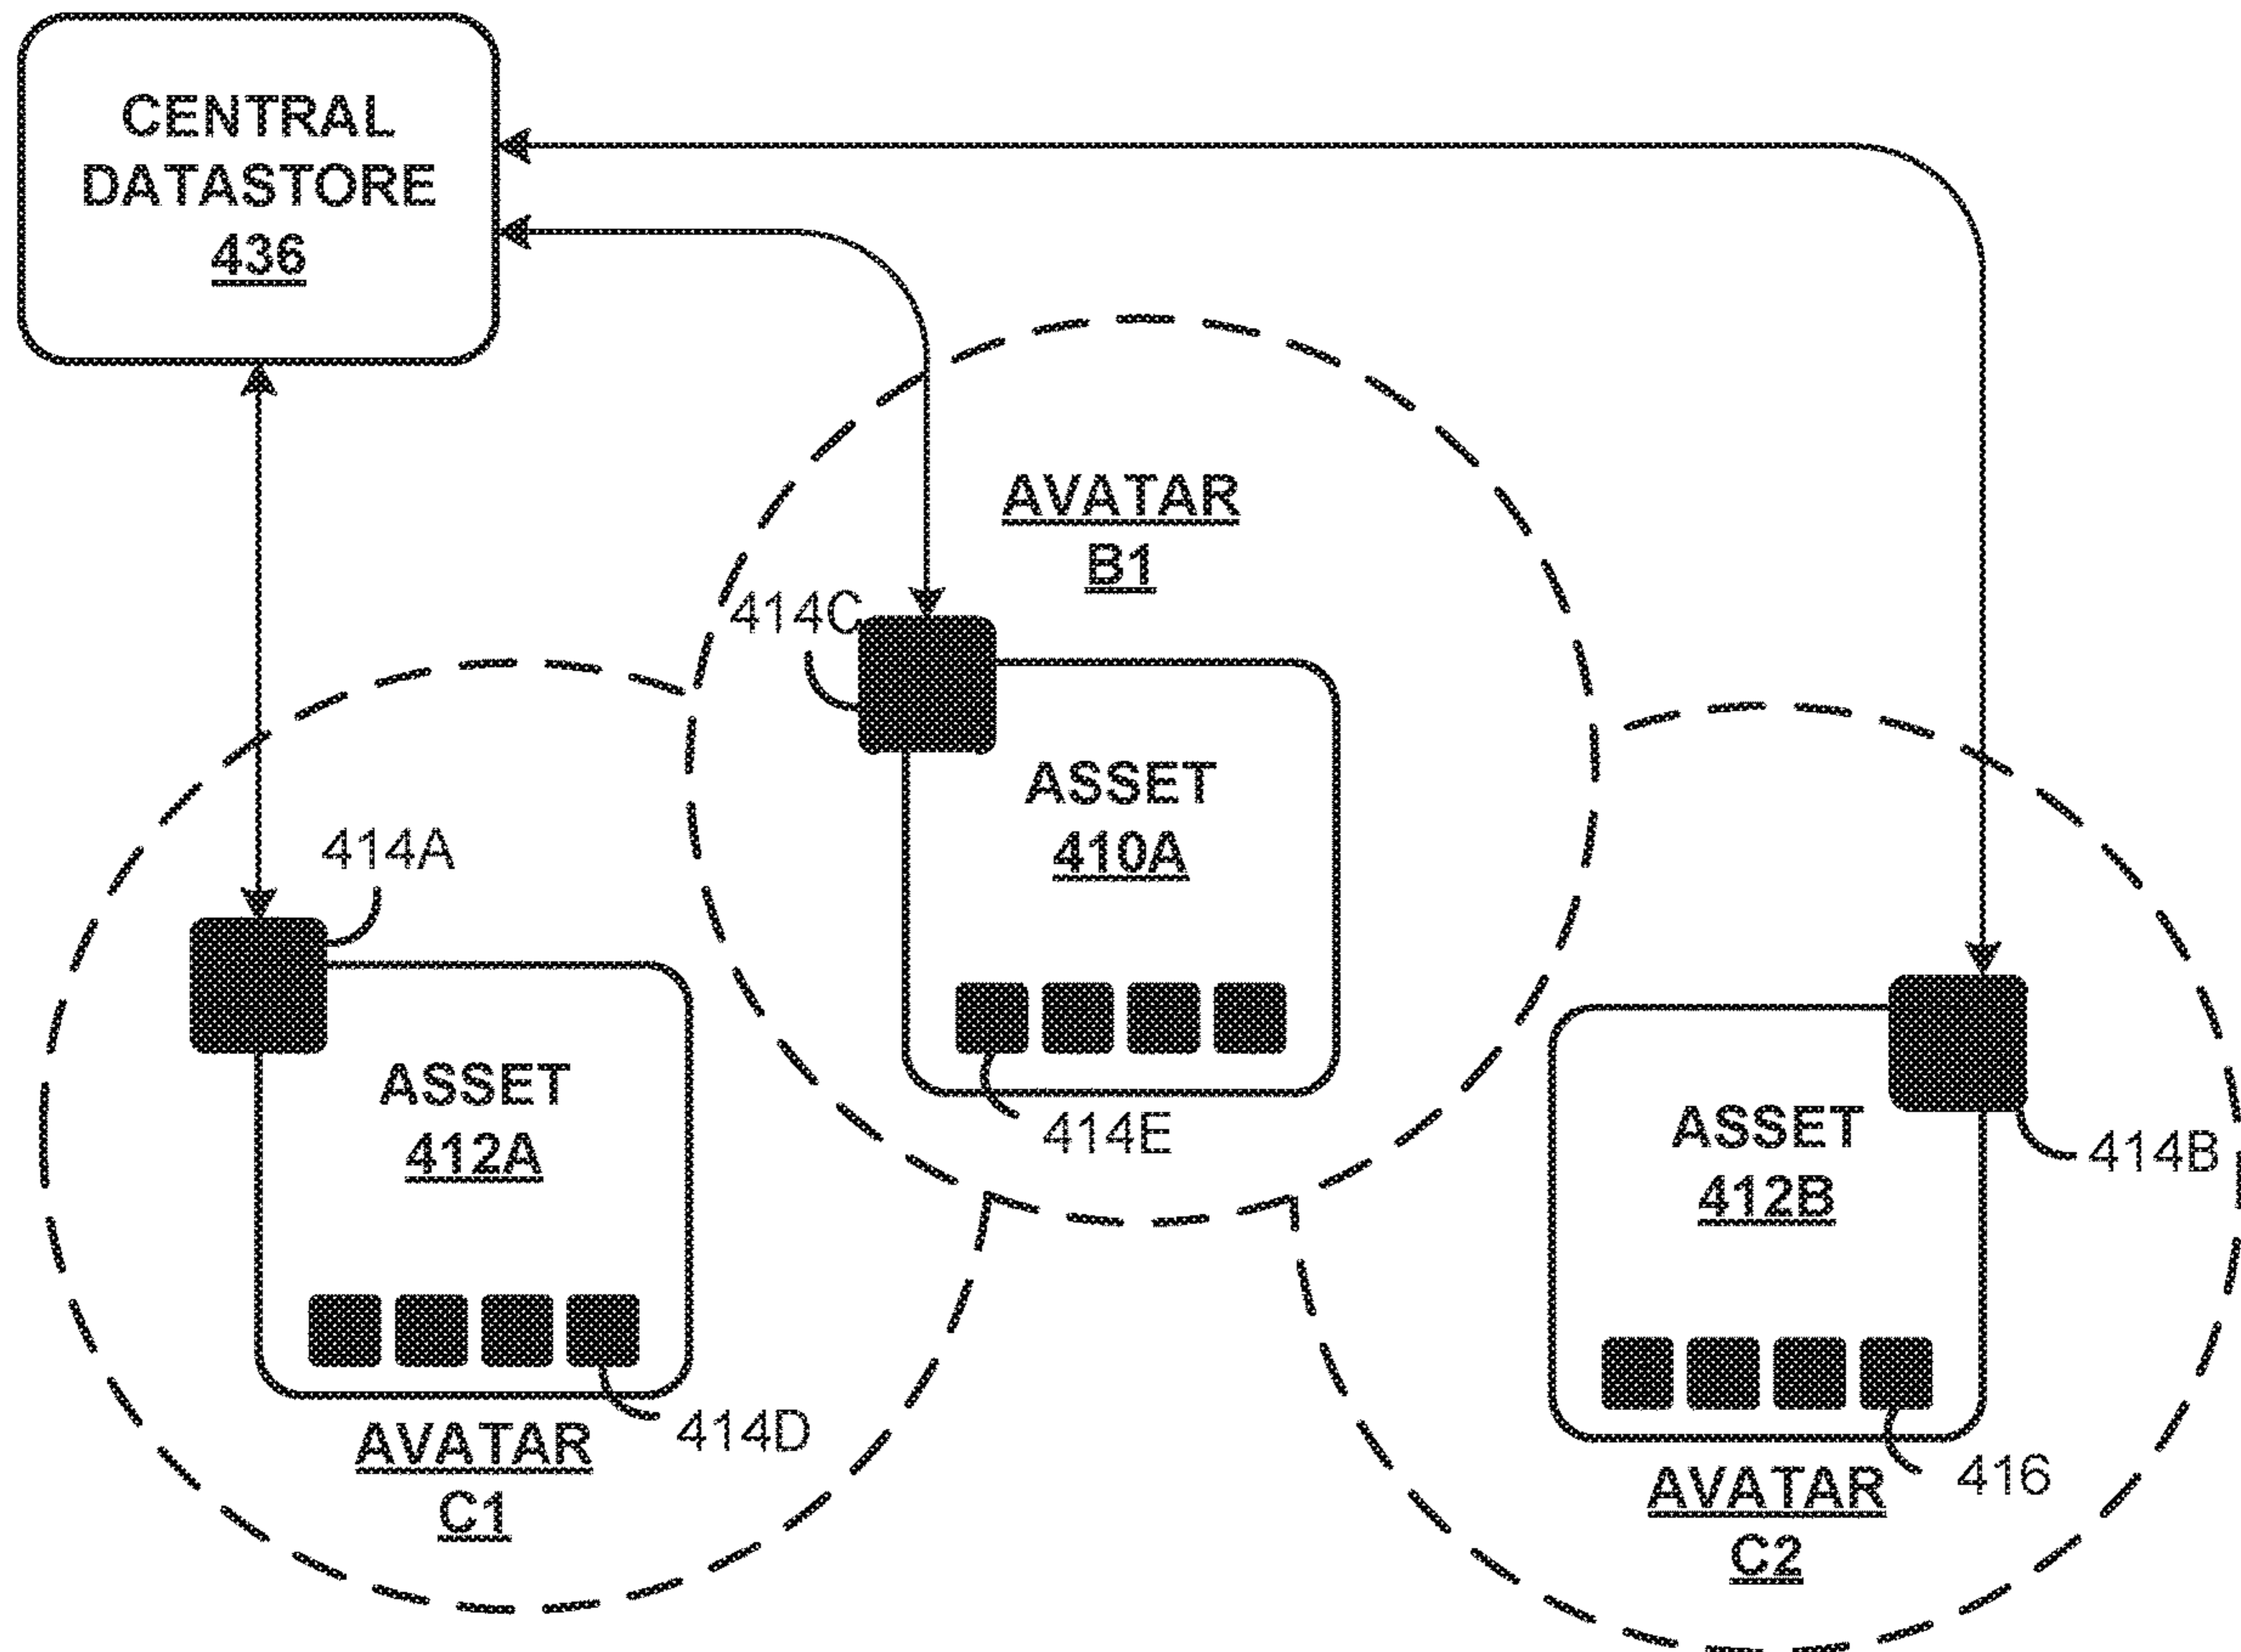 CENTRAL
DATASTORE
436
AVATAR
B1
414C
ASSET
410A
414E
414A
ASSET
412A
414D
AVATAR
C1
ASSET
412B
414B
416
AVATAR
C2